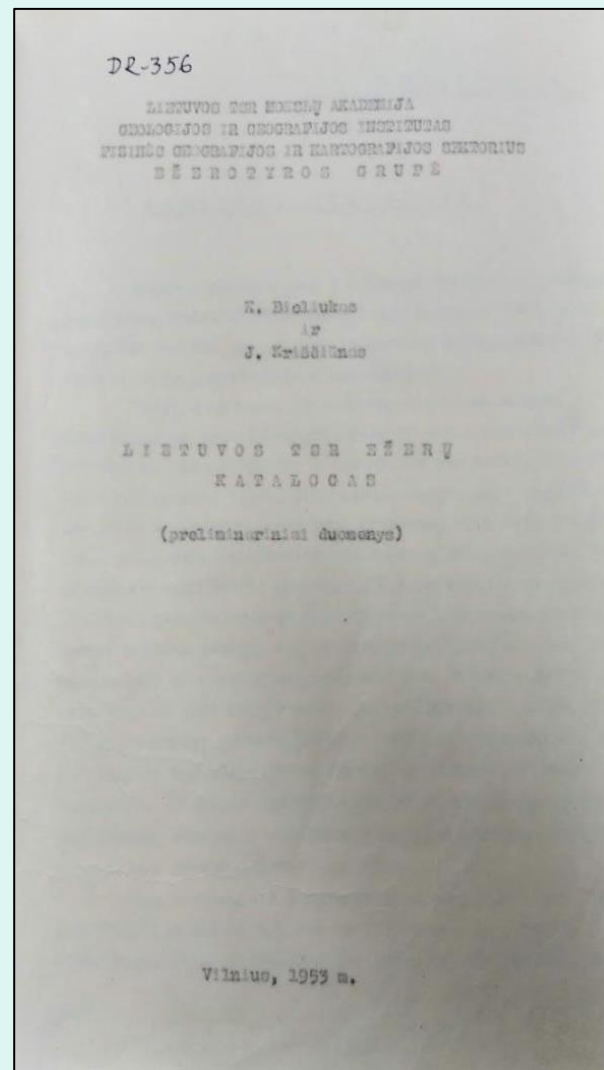 DR-356
LIETUVOS TSR MOKSLŲ AKADEMIJA
GEOLOGIJOS IR GEOGRAFIJOS INSTITUTAS
FIZINĖS GEOGRAFIJOS IR KARTOGRAFIJOS SEKTORIUS
EŽEROTYROS GRUPĖ
K. Bieliukas
ir
J. Kriščiūnas
LIETUVOS TSR EŽERŲ
KATALOGAS
(preliminariniai duomenys)
Vilnius, 1953 m.